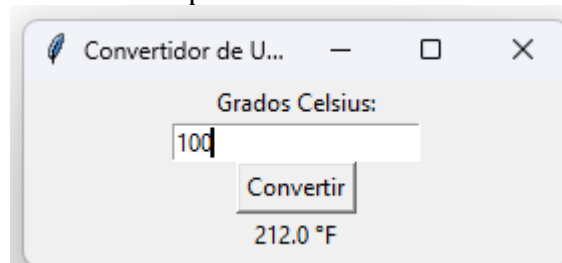 Convertidor de U...
Grados Celsius:
100
Convertir
212.0 °F